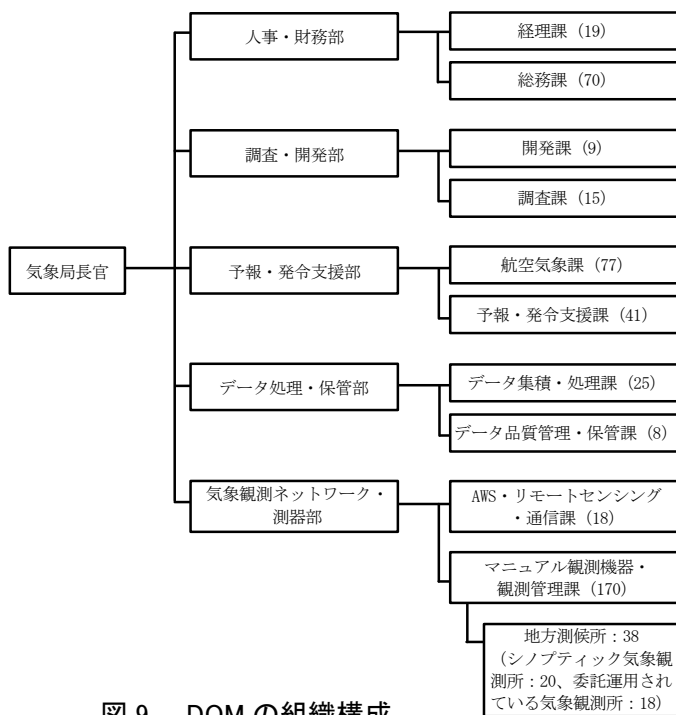 人事・財務部
経理課 (19)
総務課 (70)
調査・開発部
開発課 (9)
調査課 (15)
気象局長官
予報・発令支援部
航空気象課 (77)
予報・発令支援課 (41)
データ処理・保管部
データ集積・処理課 (25)
データ品質管理・保管課 (8)
気象観測ネットワーク・
測器部
AWS・リモートセンシング
・通信課 (18)
マニュアル観測機器・
観測管理課 (170)
地方測候所：38
（シノプティック気象観
測所：20、委託運用され
ている気象観測所：18）
図 9 DOM の組織構成